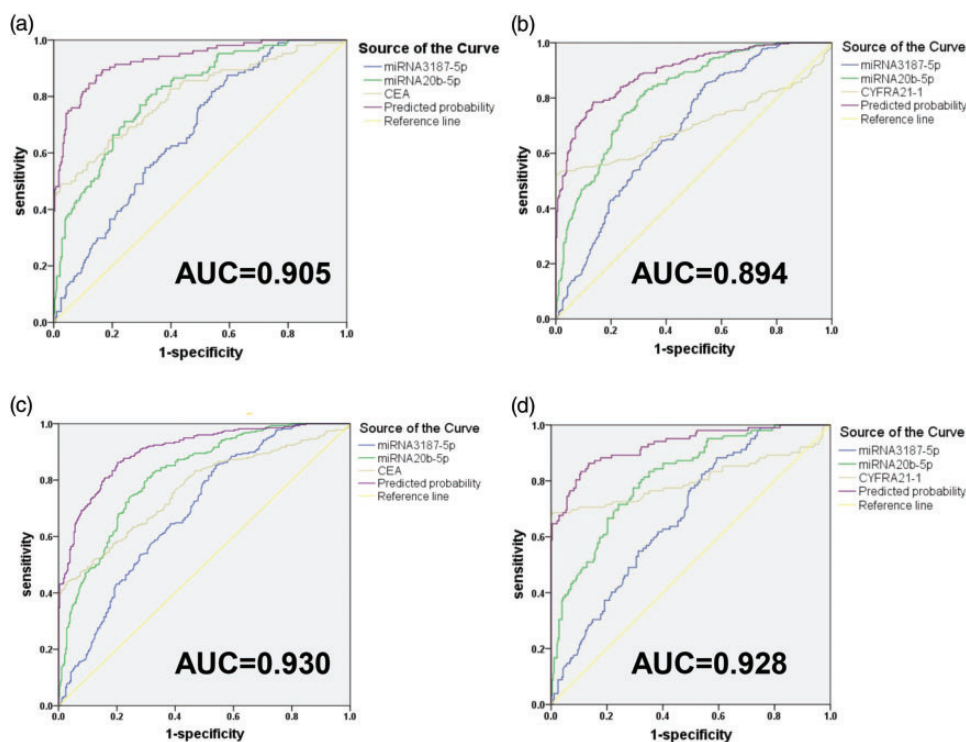 (a)
Source of the Curve
miRNA3187-5p
miRNA20b-5p
CEA
Predicted probability
Reference line
sensitivity
1.0
0.8
0.6
0.4
0.2
0.0
AUC=0.905
0.0 0.2 0.4 0.6 0.8 1.0
1-specificity
(b)
Source of the Curve
miRNA3187-5p
miRNA20b-5p
CYFRA21-1
Predicted probability
Reference line
sensitivity
1.0
0.8
0.6
0.4
0.2
0.0
AUC=0.894
0.0 0.2 0.4 0.6 0.8 1.0
1-specificity
(c)
Source of the Curve
miRNA3187-5p
miRNA20b-5p
CEA
Predicted probability
Reference line
sensitivity
1.0
0.8
0.6
0.4
0.2
0.0
AUC=0.930
0.0 0.2 0.4 0.6 0.8 1.0
1-specificity
(d)
Source of the Curve
miRNA3187-5p
miRNA20b-5p
CYFRA21-1
Predicted probability
Reference line
sensitivity
1.0
0.8
0.6
0.4
0.2
0.0
AUC=0.928
0.0 0.2 0.4 0.6 0.8 1.0
1-specificity